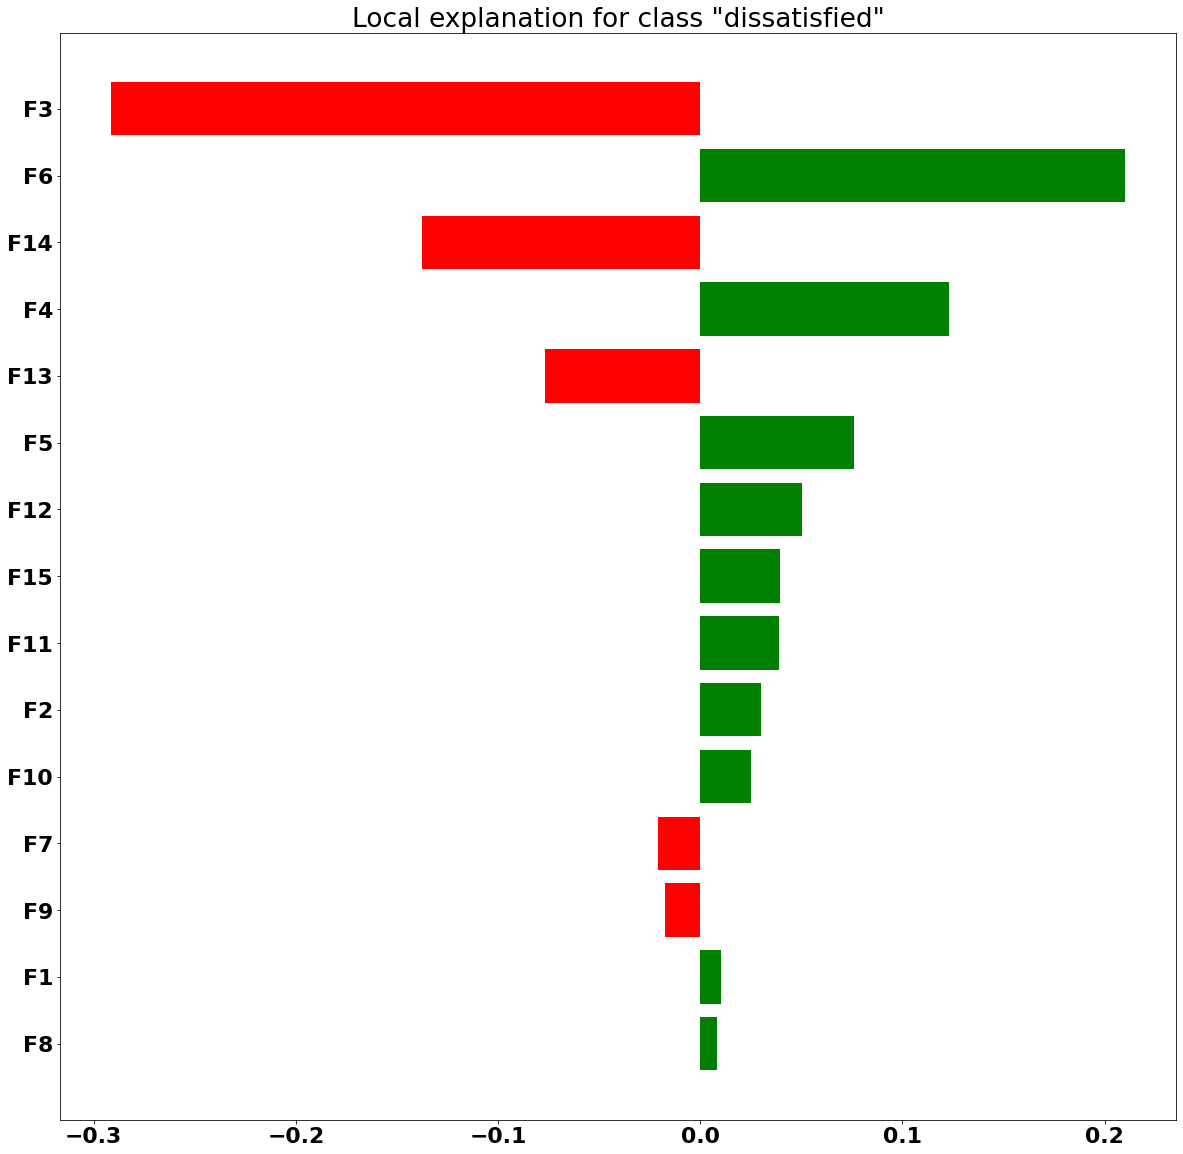 Local explanation for class "dissatisfied"
F3
F6
F14
F4
F13
F5
F12
F15
F11
F2
F10
F7
F9
F1
F8
−0.3 −0.2 −0.1 0.0 0.1 0.2